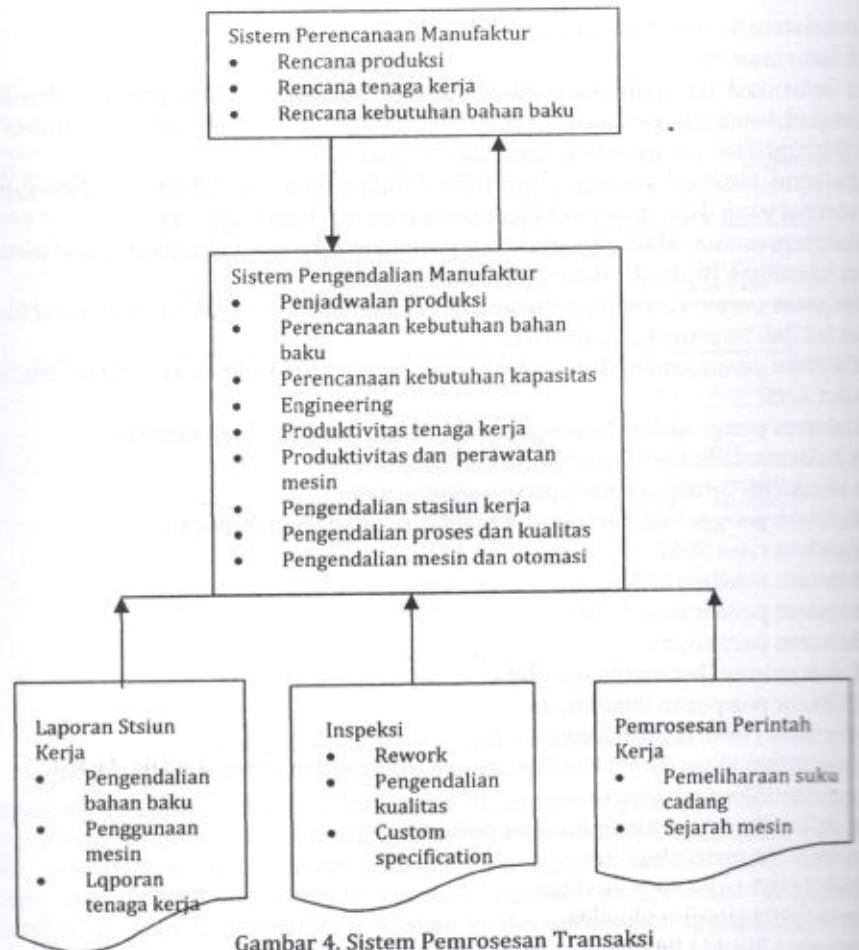 Sistem Perencanaan Manufaktur
• Rencana produksi
• Rencana tenaga kerja
• Rencana kebutuhan bahan baku
Sistem Pengendalian Manufaktur
• Penjadwalan produksi
• Perencanaan kebutuhan bahan
baku
• Perencanaan kebutuhan kapasitas
• Engineering
• Produktivitas tenaga kerja
• Produktivitas dan perawatan
mesin
• Pengendalian stasiun kerja
• Pengendalian proses dan kualitas
• Pengendalian mesin dan otomasi
Laporan Stsiun
Kerja
• Pengendalian
bahan baku
• Penggunaan
mesin
• Lqporan
tenaga kerja
Inspeksi
• Rework
• Pengendalian
kualitas
• Custom
specification
Pemrosesan Perintah
Kerja
• Pemeliharaan suku
cadang
• Sejarah mesin
Gambar 4. Sistem Pemrosesan Transaksi